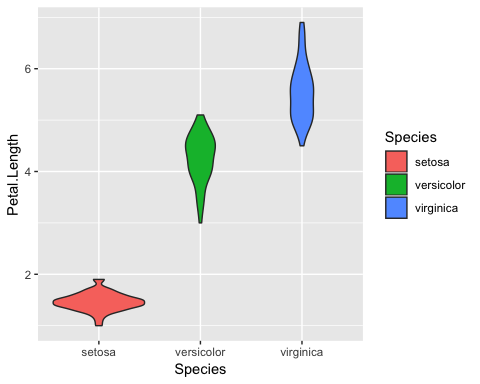 6
4
2
Petal.Length
setosa
versicolor
virginica
Species
Species
setosa
versicolor
virginica